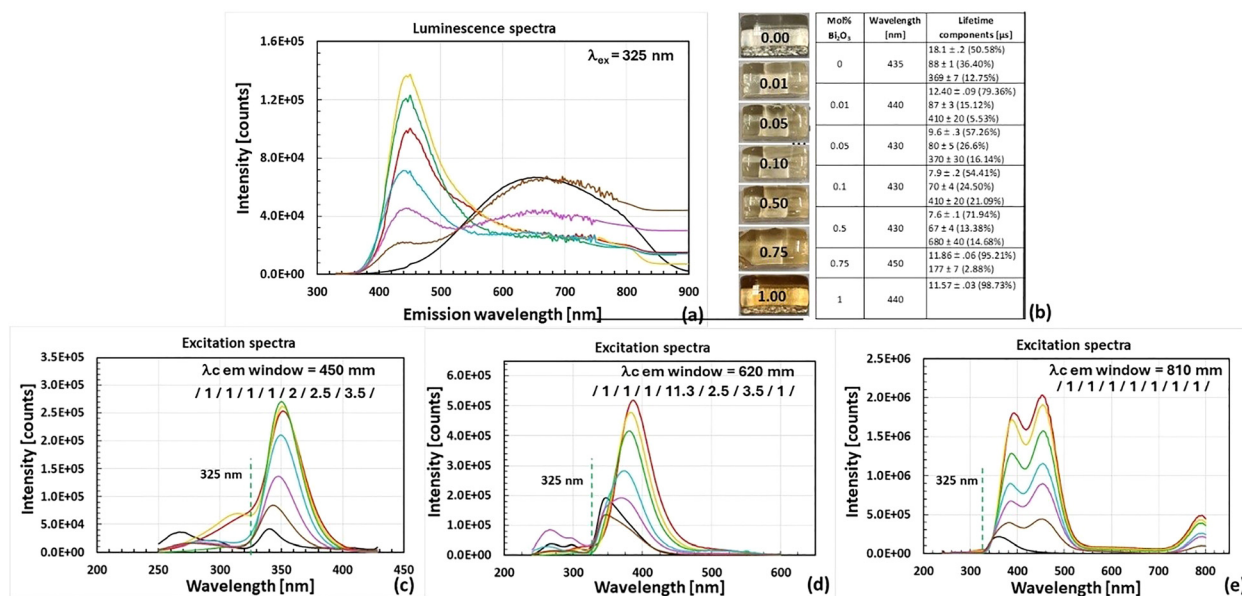 Luminescence spectra
λex = 325 nm
Intensity [counts]
1.6E+05
1.2E+05
8.0E+04
4.0E+04
0.0E+00
300 400 500 600 700 800 900
Emission wavelength [nm]
(a)
0.00
0.01
0.05
0.10
0.50
0.75
1.00
Mol% Bi₂O₃
Wavelength [nm]
Lifetime components [µs]
0
435
18.1 ± .2 (50.58%)
88 ± 1 (36.40%)
369 ± 7 (12.75%)
0.01
440
12.40 ± .09 (79.36%)
87 ± 3 (15.12%)
410 ± 20 (5.53%)
0.05
430
9.6 ± .3 (57.26%)
80 ± 5 (26.6%)
370 ± 30 (16.14%)
0.1
430
7.9 ± .2 (54.41%)
70 ± 4 (24.50%)
410 ± 20 (21.09%)
0.5
430
7.6 ± .1 (71.94%)
67 ± 4 (13.38%)
680 ± 40 (14.68%)
0.75
450
11.86 ± .06 (95.21%)
177 ± 7 (2.88%)
1
440
11.57 ± .03 (98.73%)
(b)
Excitation spectra
λc em window = 450 mm
/ 1 / 1 / 1 / 1 / 2 / 2.5 / 3.5 /
325 nm
Intensity [counts]
3.5E+05
3.0E+05
2.5E+05
2.0E+05
1.5E+05
1.0E+05
5.0E+04
0.0E+00
200 250 300 350 400 450
Wavelength [nm]
(c)
Excitation spectra
λc em window = 620 mm
/ 1 / 1 / 1 / 11.3 / 2.5 / 3.5 / 1 /
325 nm
Intensity [counts]
6.0E+05
5.0E+05
4.0E+05
3.0E+05
2.0E+05
1.0E+05
0.0E+00
200 300 400 500 600
Wavelength [nm]
(d)
Excitation spectra
λc em window = 810 mm
/ 1 / 1 / 1 / 1 / 1 / 1 / 1 / 1 /
325 nm
Intensity [counts]
2.5E+06
2.0E+06
1.5E+06
1.0E+06
5.0E+05
0.0E+00
200 300 400 500 600 700 800
Wavelength [nm]
(e)